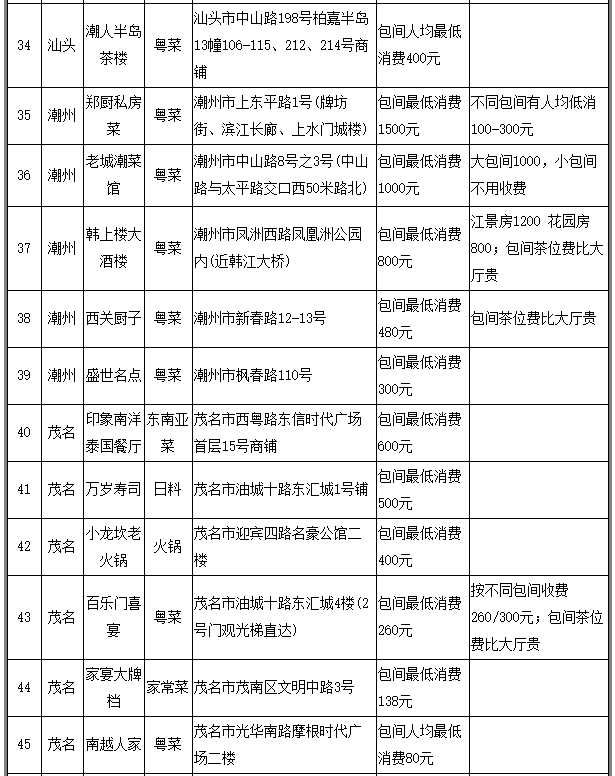 34
汕头
潮人半岛
茶楼
粤菜
汕头市中山路198号柏嘉半岛
13幢106-115、212、214号商
铺
包间人均最低
消费400元
35
潮州
郑厨私房
菜
粤菜
潮州市上东平路1号(牌坊
街、滨江长廊、上水门城楼)
包间最低消费
1500元
不同包间有人均低消
100-300元
36
潮州
老城潮菜
馆
粤菜
潮州市中山路8号之3号(中山
路与太平路交口西50米路北)
包间最低消费
1000元
大包间1000，小包间
不用收费
37
潮州
韩上楼大
酒楼
粤菜
潮州市凤洲西路凤凰洲公园
内(近韩江大桥)
包间最低消费
800元
江景房1200 花园房
800；包间茶位费比大
厅贵
38
潮州
西关厨子
粤菜
潮州市新春路12-13号
包间最低消费
480元
包间茶位费比大厅贵
39
潮州
盛世名点
粤菜
潮州市枫春路110号
包间最低消费
300元
40
茂名
印象南洋
泰国餐厅
东南亚
菜
茂名市西粤路东信时代广场
首层15号商铺
包间最低消费
600元
41
茂名
万岁寿司
日料
茂名市油城十路东汇城1号铺
包间最低消费
500元
42
茂名
小龙坎老
火锅
火锅
茂名市迎宾四路名豪公馆二
楼
包间最低消费
400元
43
茂名
百乐门喜
宴
粤菜
茂名市油城十路东汇城4楼(2
号门观光梯直达)
包间最低消费
260元
按不同包间收费
260/300元；包间茶位
费比大厅贵
44
茂名
家宴大牌
档
家常菜
茂名市茂南区文明中路3号
包间最低消费
138元
45
茂名
南越人家
粤菜
茂名市光华南路摩根时代广
场二楼
包间人均最低
消费80元